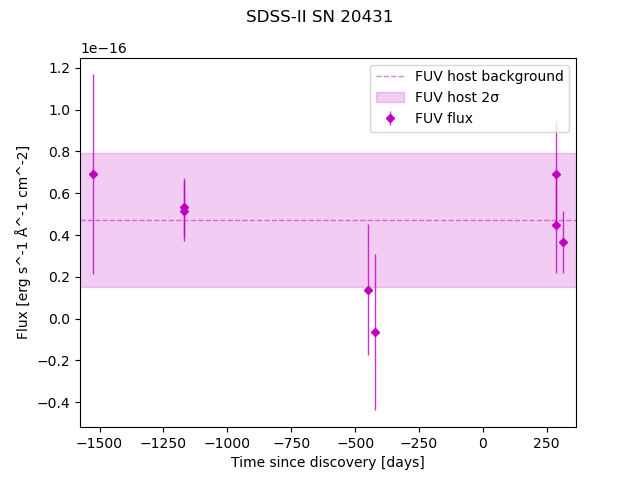 SDSS-II SN 20431
1e−16
FUV host background
FUV host 2σ
FUV flux
1.2
1.0
0.8
0.6
0.4
0.2
0.0
−0.2
−0.4
Flux [erg s^-1 Å^-1 cm^-2]
−1500 −1250 −1000 −750 −500 −250 0 250
Time since discovery [days]